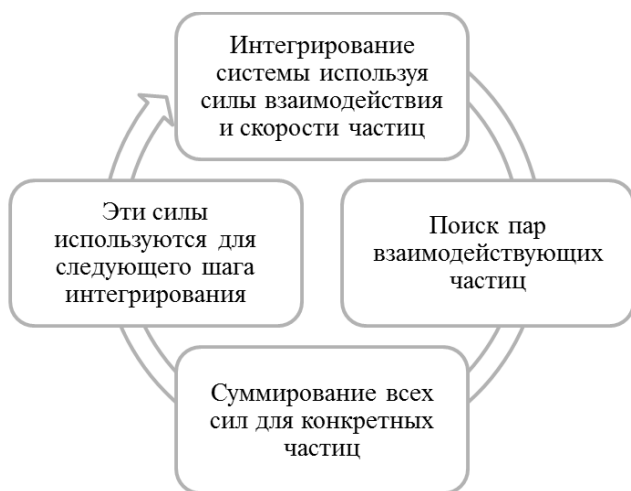 Интегрирование
системы используя
силы взаимодействия
и скорости частиц
Поиск пар
взаимодействующих
частиц
Суммирование всех
сил для конкретных
частиц
Эти силы
используются для
следующего шага
интегрирования